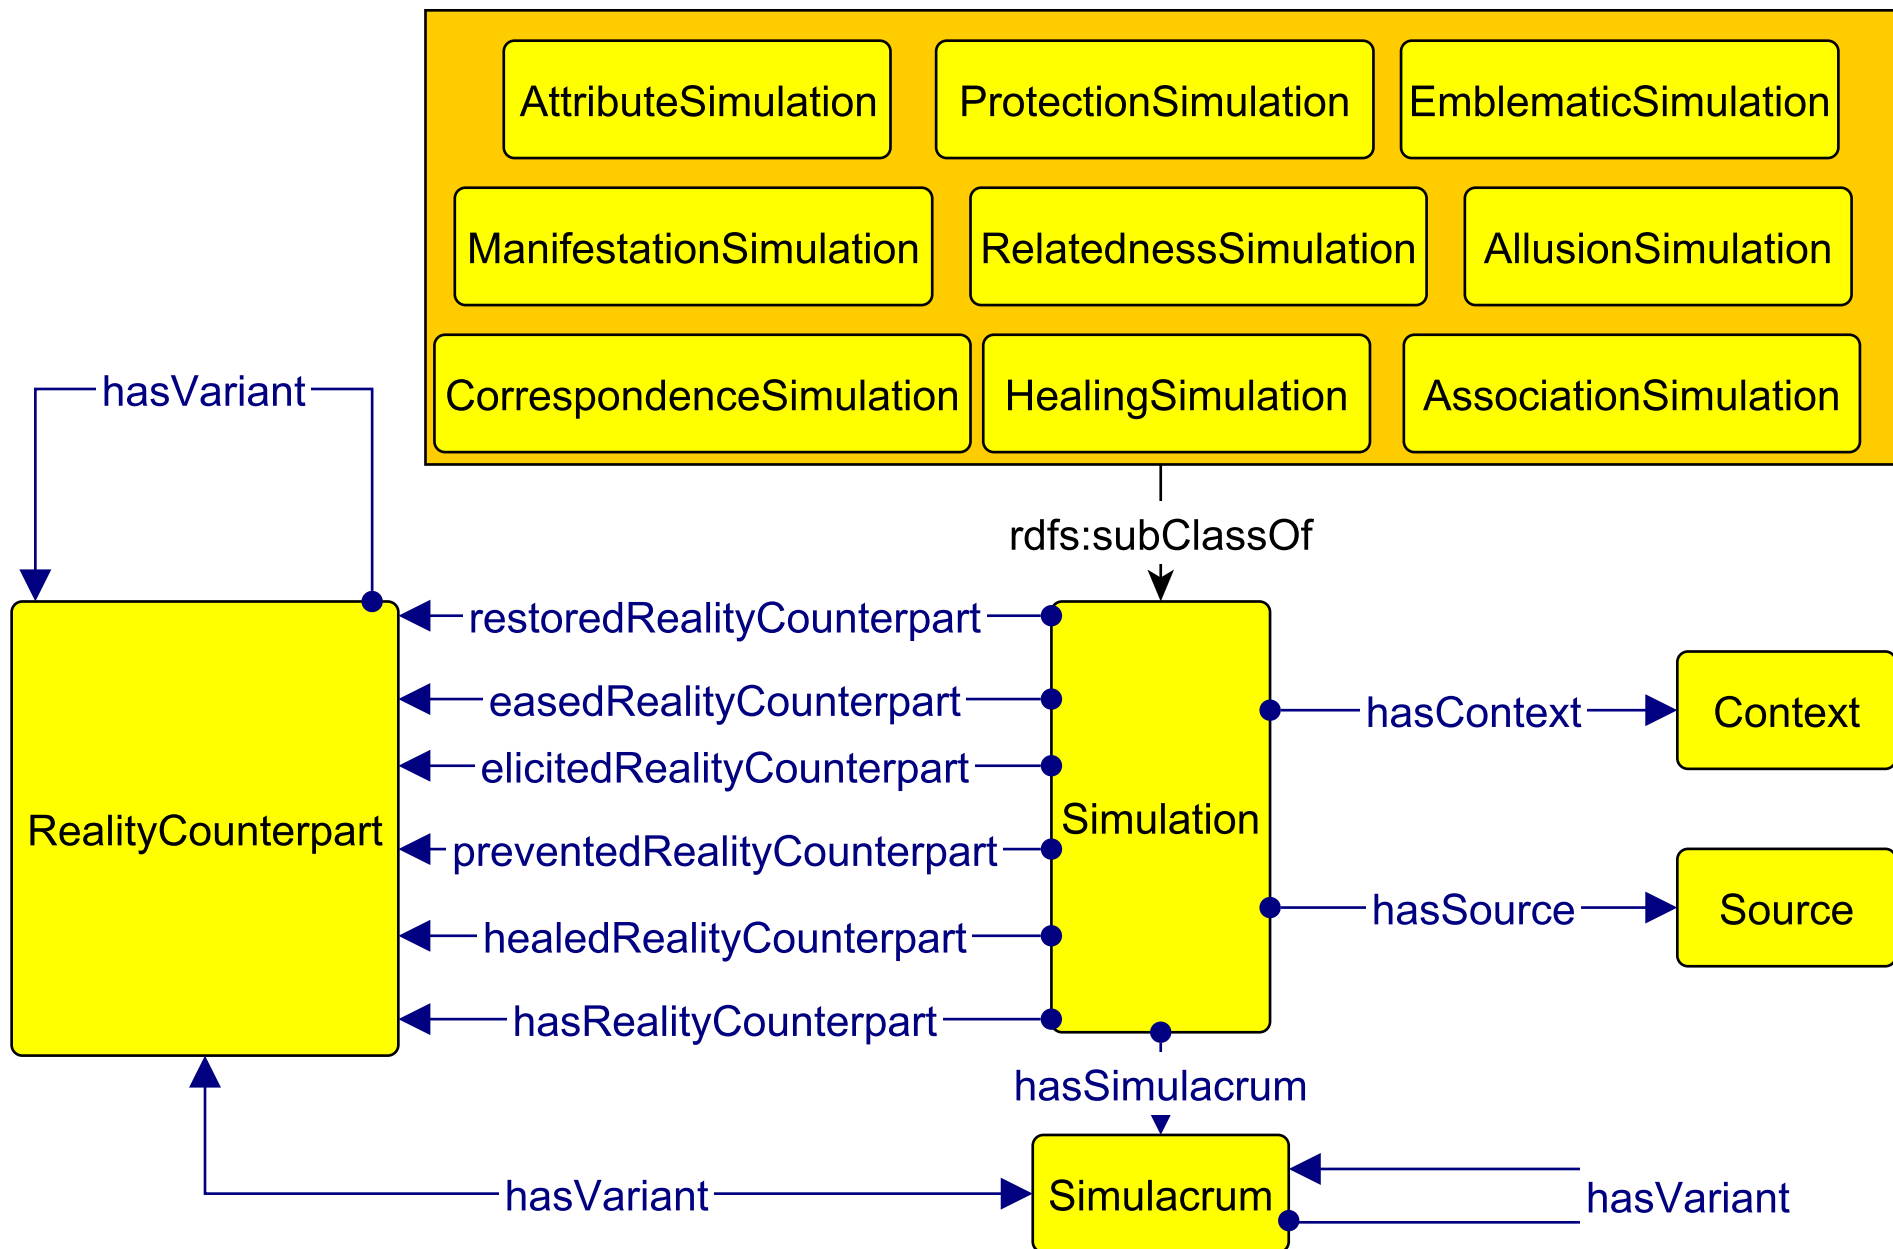 AttributeSimulation
ProtectionSimulation
EmblematicSimulation
ManifestationSimulation
RelatednessSimulation
AllusionSimulation
CorrespondenceSimulation
HealingSimulation
AssociationSimulation
hasVariant
rdfs:subClassOf
restoredRealityCounterpart
easedRealityCounterpart
elicitedRealityCounterpart
preventedRealityCounterpart
healedRealityCounterpart
hasRealityCounterpart
RealityCounterpart
Simulation
hasContext
Context
hasSource
Source
hasSimulacrum
hasVariant
Simulacrum
hasVariant